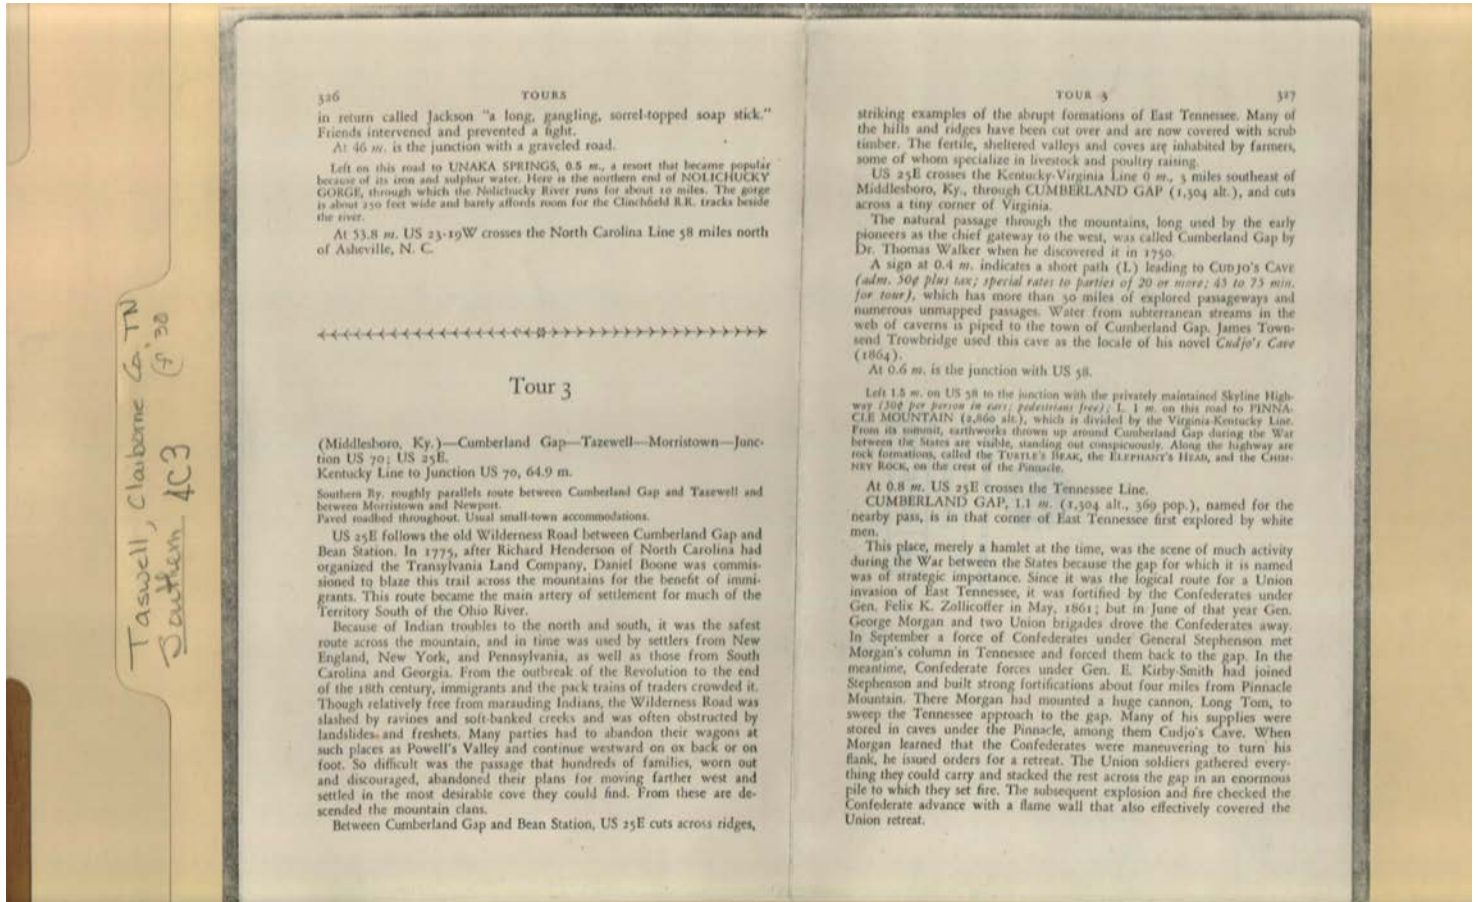 Taswell, Claiborne Co, TN
Southern 4C3
326 TOURS
in return called Jackson "a long, gangling, sorrel-topped soap stick."
Friends intervened and prevented a fight.
At 46 m. is the junction with a graveled road.
Left on this road to UNAKA SPRINGS, 0.5 m., a resort that became popular
because of its iron and sulphur water. Here is the northern end of NOLICHUCKY
GORGE, through which the Nolichucky River runs for about 10 miles. The gorge
is about 250 feet wide and barely affords room for the Clinchfield R.R. tracks beside
the river.
At 53.8 m. US 23-19W crosses the North Carolina Line 58 miles north
of Asheville, N. C.
Tour 3
(Middlesboro, Ky.)—Cumberland Gap—Tazewell—Morristown—Junc-
tion US 70; US 25E.
Kentucky Line to Junction US 70, 64.9 m.
Southern Ry. roughly parallels route between Cumberland Gap and Tazewell and
between Morristown and Newport.
Paved roadbed throughout. Usual small-town accommodations.
US 25E follows the old Wilderness Road between Cumberland Gap and
Bean Station. In 1775, after Richard Henderson of North Carolina had
organized the Transylvania Land Company, Daniel Boone was commis-
sioned to blaze this trail across the mountains for the benefit of immi-
grants. This route became the main artery of settlement for much of the
Territory South of the Ohio River.
Because of Indian troubles to the north and south, it was the safest
route across the mountain, and in time was used by settlers from New
England, New York, and Pennsylvania, as well as those from South
Carolina and Georgia. From the outbreak of the Revolution to the end
of the 18th century, immigrants and the pack trains of traders crowded it.
Though relatively free from marauding Indians, the Wilderness Road was
slashed by ravines and soft-banked creeks and was often obstructed by
landslides and freshets. Many parties had to abandon their wagons at
such places as Powell's Valley and continue westward on ox back or on
foot. So difficult was the passage that hundreds of families, worn out
and discouraged, abandoned their plans for moving farther west and
settled in the most desirable cove they could find. From these are de-
scended the mountain clans.
Between Cumberland Gap and Bean Station, US 25E cuts across ridges,
TOUR 3 327
striking examples of the abrupt formations of East Tennessee. Many of
the hills and ridges have been cut over and are now covered with scrub
timber. The fertile, sheltered valleys and coves are inhabited by farmers,
some of whom specialize in livestock and poultry raising.
US 25E crosses the Kentucky-Virginia Line 0 m., 3 miles southeast of
Middlesboro, Ky., through CUMBERLAND GAP (1,304 alt.), and cuts
across a tiny corner of Virginia.
The natural passage through the mountains, long used by the early
pioneers as the chief gateway to the west, was called Cumberland Gap by
Dr. Thomas Walker when he discovered it in 1750.
A sign at 0.4 m. indicates a short path (L) leading to CUDJO'S CAVE
(adm. 50¢ plus tax; special rates to parties of 20 or more; 45 to 75 min.
for tour), which has more than 30 miles of explored passageways and
numerous unmapped passages. Water from subterranean streams in the
web of caverns is piped to the town of Cumberland Gap. James Town-
send Trowbridge used this cave as the locale of his novel Cudjo's Cave
(1864).
At 0.6 m. is the junction with US 58.
Left 1.5 m. on US 58 to the junction with the privately maintained Skyline High-
way (50¢ per person in cars; pedestrians free); L. 1 m. on this road to PINNA-
CLE MOUNTAIN (2,860 alt.), which is divided by the Virginia-Kentucky Line.
From its summit, earthworks thrown up around Cumberland Gap during the War
between the States are visible, standing out conspicuously. Along the highway are
rock formations, called the TURTLE'S BEAK, the ELEPHANT'S HEAD, and the CHIM-
NEY ROCK, on the crest of the Pinnacle.
At 0.8 m. US 25E crosses the Tennessee Line.
CUMBERLAND GAP, 1.1 m. (1,304 alt., 369 pop.), named for the
nearby pass, is in that corner of East Tennessee first explored by white
men.
This place, merely a hamlet at the time, was the scene of much activity
during the War between the States because the gap for which it is named
was of strategic importance. Since it was the logical route for a Union
invasion of East Tennessee, it was fortified by the Confederates under
Gen. Felix K. Zollicoffer in May, 1861; but in June of that year Gen.
George Morgan and two Union brigades drove the Confederates away.
In September a force of Confederates under General Stephenson met
Morgan's column in Tennessee and forced them back to the gap. In the
meantime, Confederate forces under Gen. E. Kirby-Smith had joined
Stephenson and built strong fortifications about four miles from Pinnacle
Mountain. There Morgan had mounted a huge cannon, Long Tom, to
sweep the Tennessee approach to the gap. Many of his supplies were
stored in caves under the Pinnacle, among them Cudjo's Cave. When
Morgan learned that the Confederates were maneuvering to turn his
flank, he issued orders for a retreat. The Union soldiers gathered every-
thing they could carry and stacked the rest across the gap in an enormous
pile to which they set fire. The subsequent explosion and fire checked the
Confederate advance with a flame wall that also effectively covered the
Union retreat.